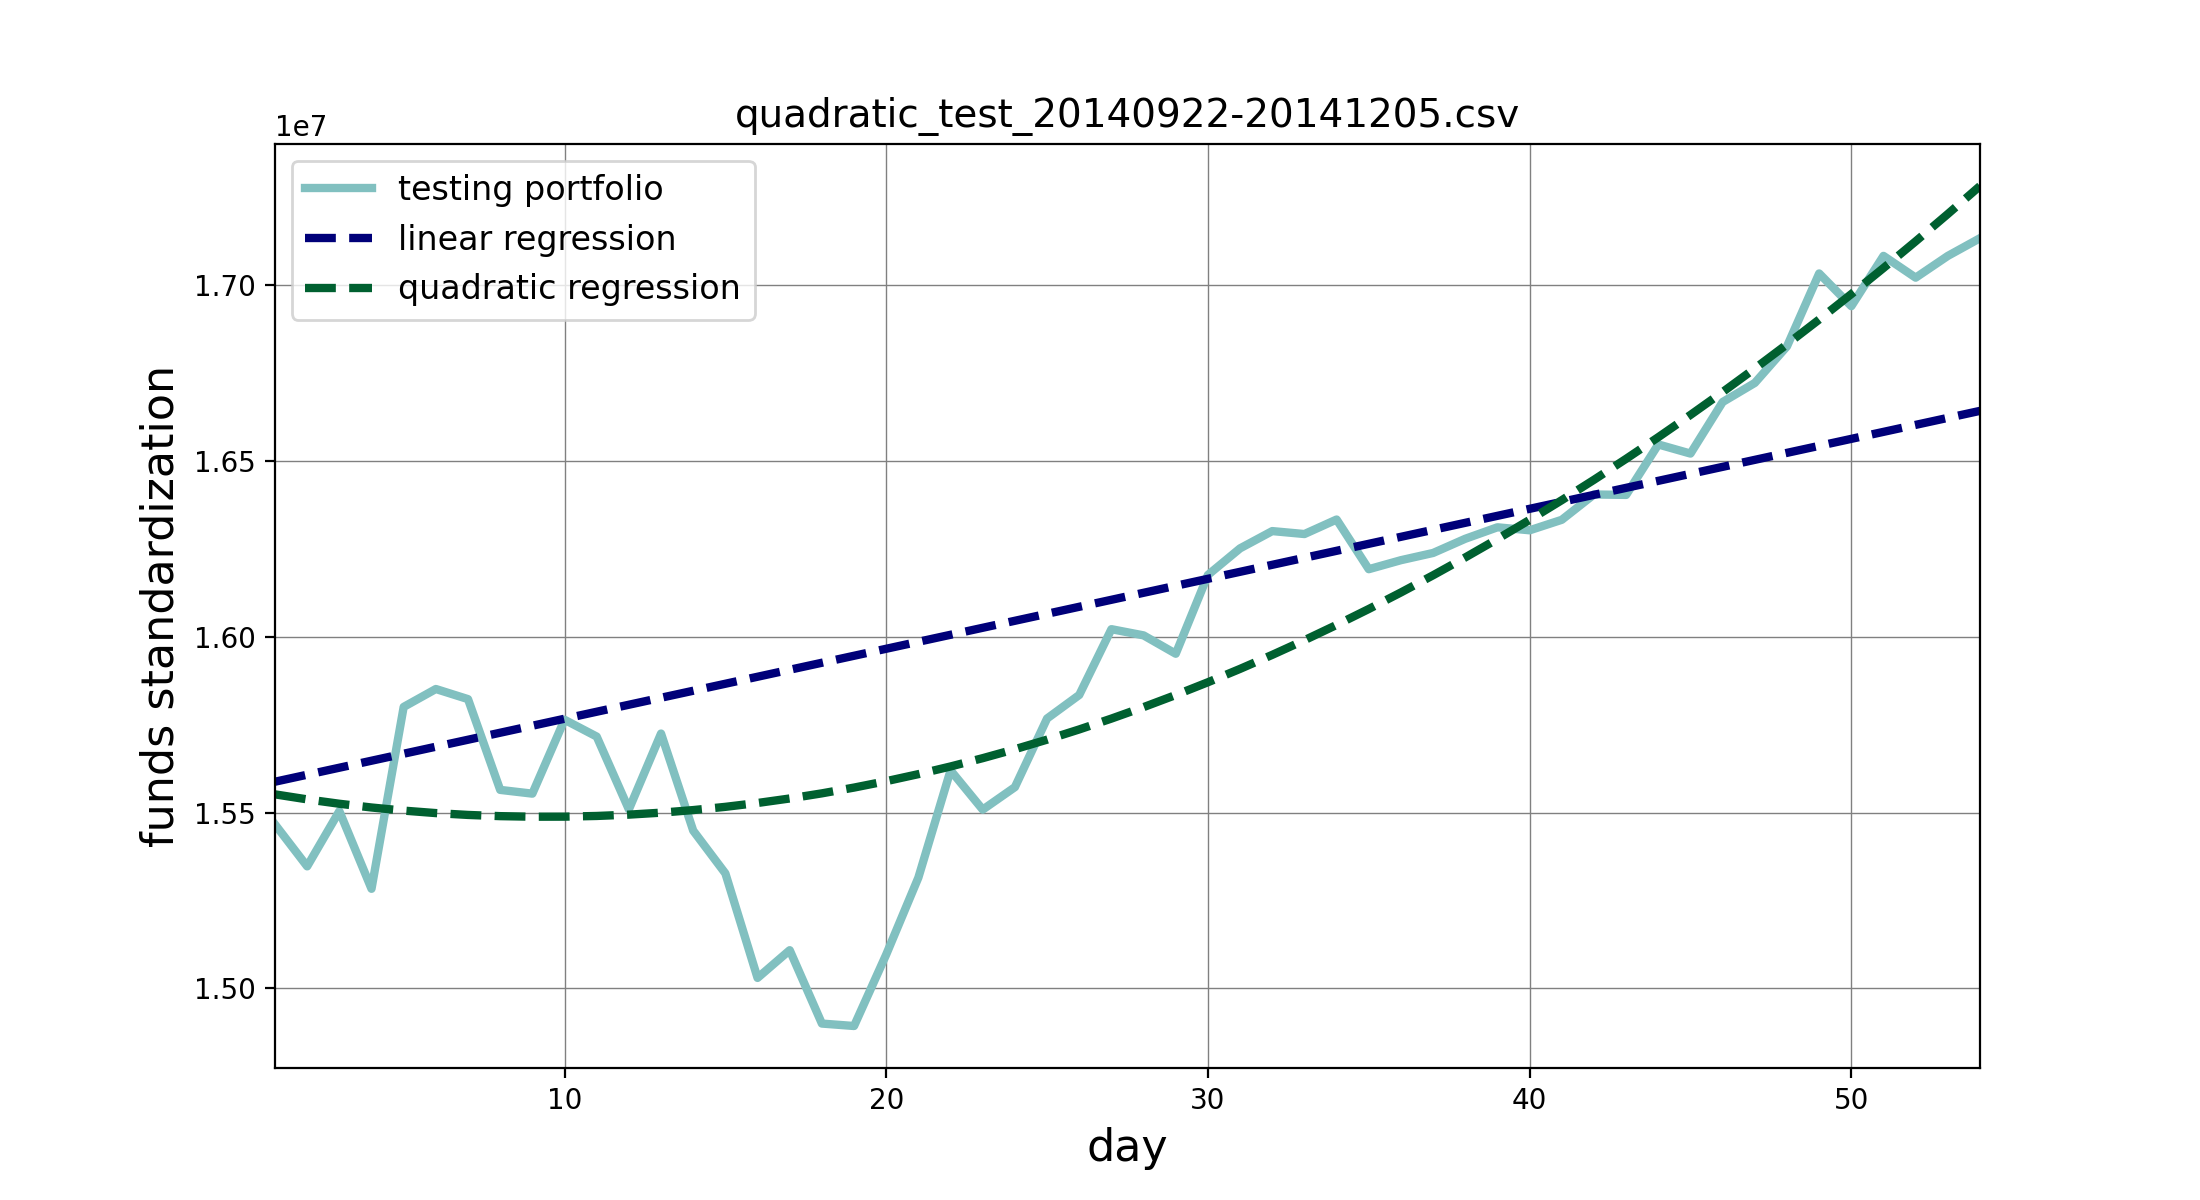 quadratic_test_20140922-20141205.csv
1e7
testing portfolio
linear regression
quadratic regression
1.70
1.65
1.60
1.55
1.50
funds standardization
10 20 30 40 50
day